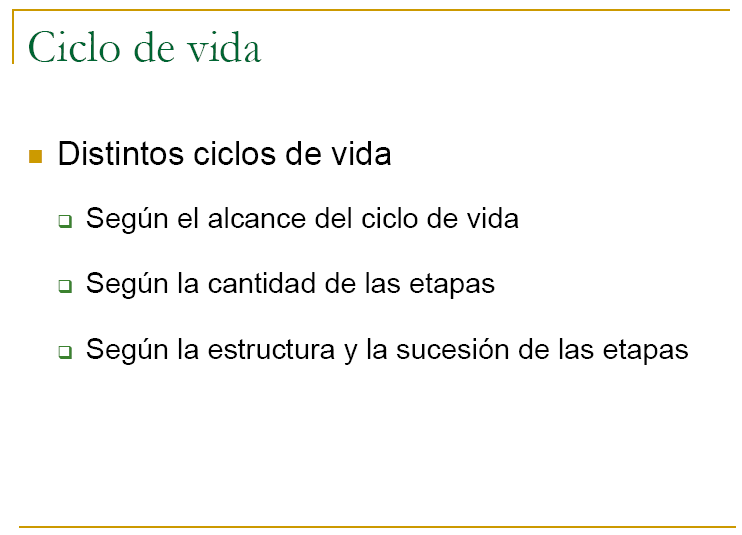 Ciclo de vida
Distintos ciclos de vida
Según el alcance del ciclo de vida
Según la cantidad de las etapas
Según la estructura y la sucesión de las etapas